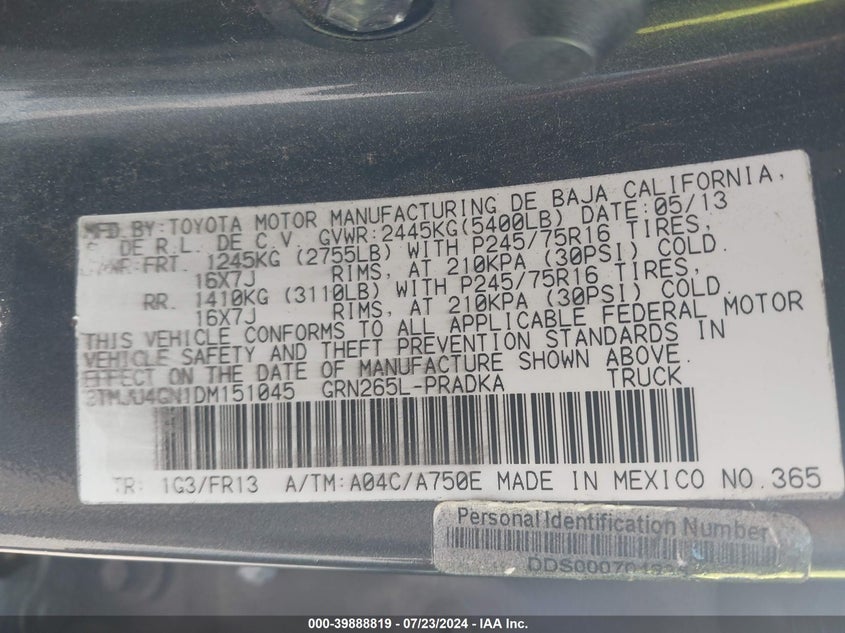 MFD. BY: TOYOTA MOTOR MANUFACTURING DE BAJA CALIFORNIA,
S. DE R.L. DE C.V. GVWR: 2445KG(5400LB) DATE: 05/13
GAWR: FRT. 1245KG (2755LB) WITH P245/75R16 TIRES,
16X7J RIMS, AT 210KPA (30PSI) COLD.
RR. 1410KG (3110LB) WITH P245/75R16 TIRES,
16X7J RIMS, AT 210KPA (30PSI) COLD.
THIS VEHICLE CONFORMS TO ALL APPLICABLE FEDERAL MOTOR
VEHICLE SAFETY AND THEFT PREVENTION STANDARDS IN
EFFECT ON THE DATE OF MANUFACTURE SHOWN ABOVE.
3TMJU4GN1DM151045 GRN265L-PRADKA TRUCK
TR: 1G3/FR13 A/TM: A04C/A750E MADE IN MEXICO NO. 365
Personal Identification Number
000-39888819 - 07/23/2024 - IAA Inc.